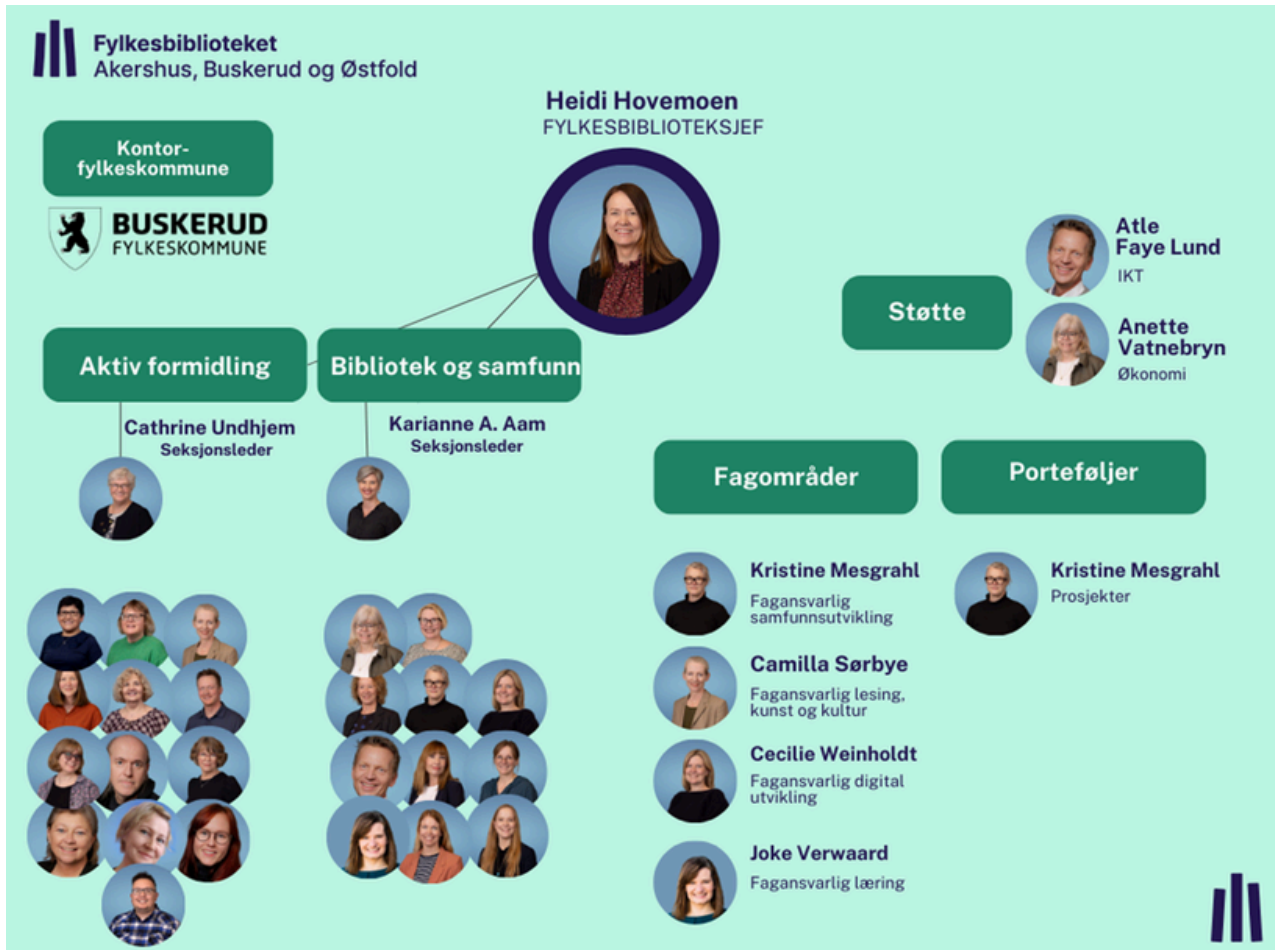 Fylkesbiblioteket
Akershus, Buskerud og Østfold
Heidi Hovemoen
FYLKESBIBLIOTEKSJEF
Kontor-
fylkeskommune
BUSKERUD
FYLKESKOMMUNE
Atle
Faye Lund
IKT
Støtte
Anette
Vatnebryn
Økonomi
Aktiv formidling
Bibliotek og samfunn
Cathrine Undhjem
Seksjonsleder
Karianne A. Aam
Seksjonsleder
Fagområder
Porteføljer
Kristine Mesgrahl
Fagansvarlig
samfunnsutvikling
Kristine Mesgrahl
Prosjekter
Camilla Sørbye
Fagansvarlig lesing,
kunst og kultur
Cecilie Weinholdt
Fagansvarlig digital
utvikling
Joke Verwaard
Fagansvarlig læring